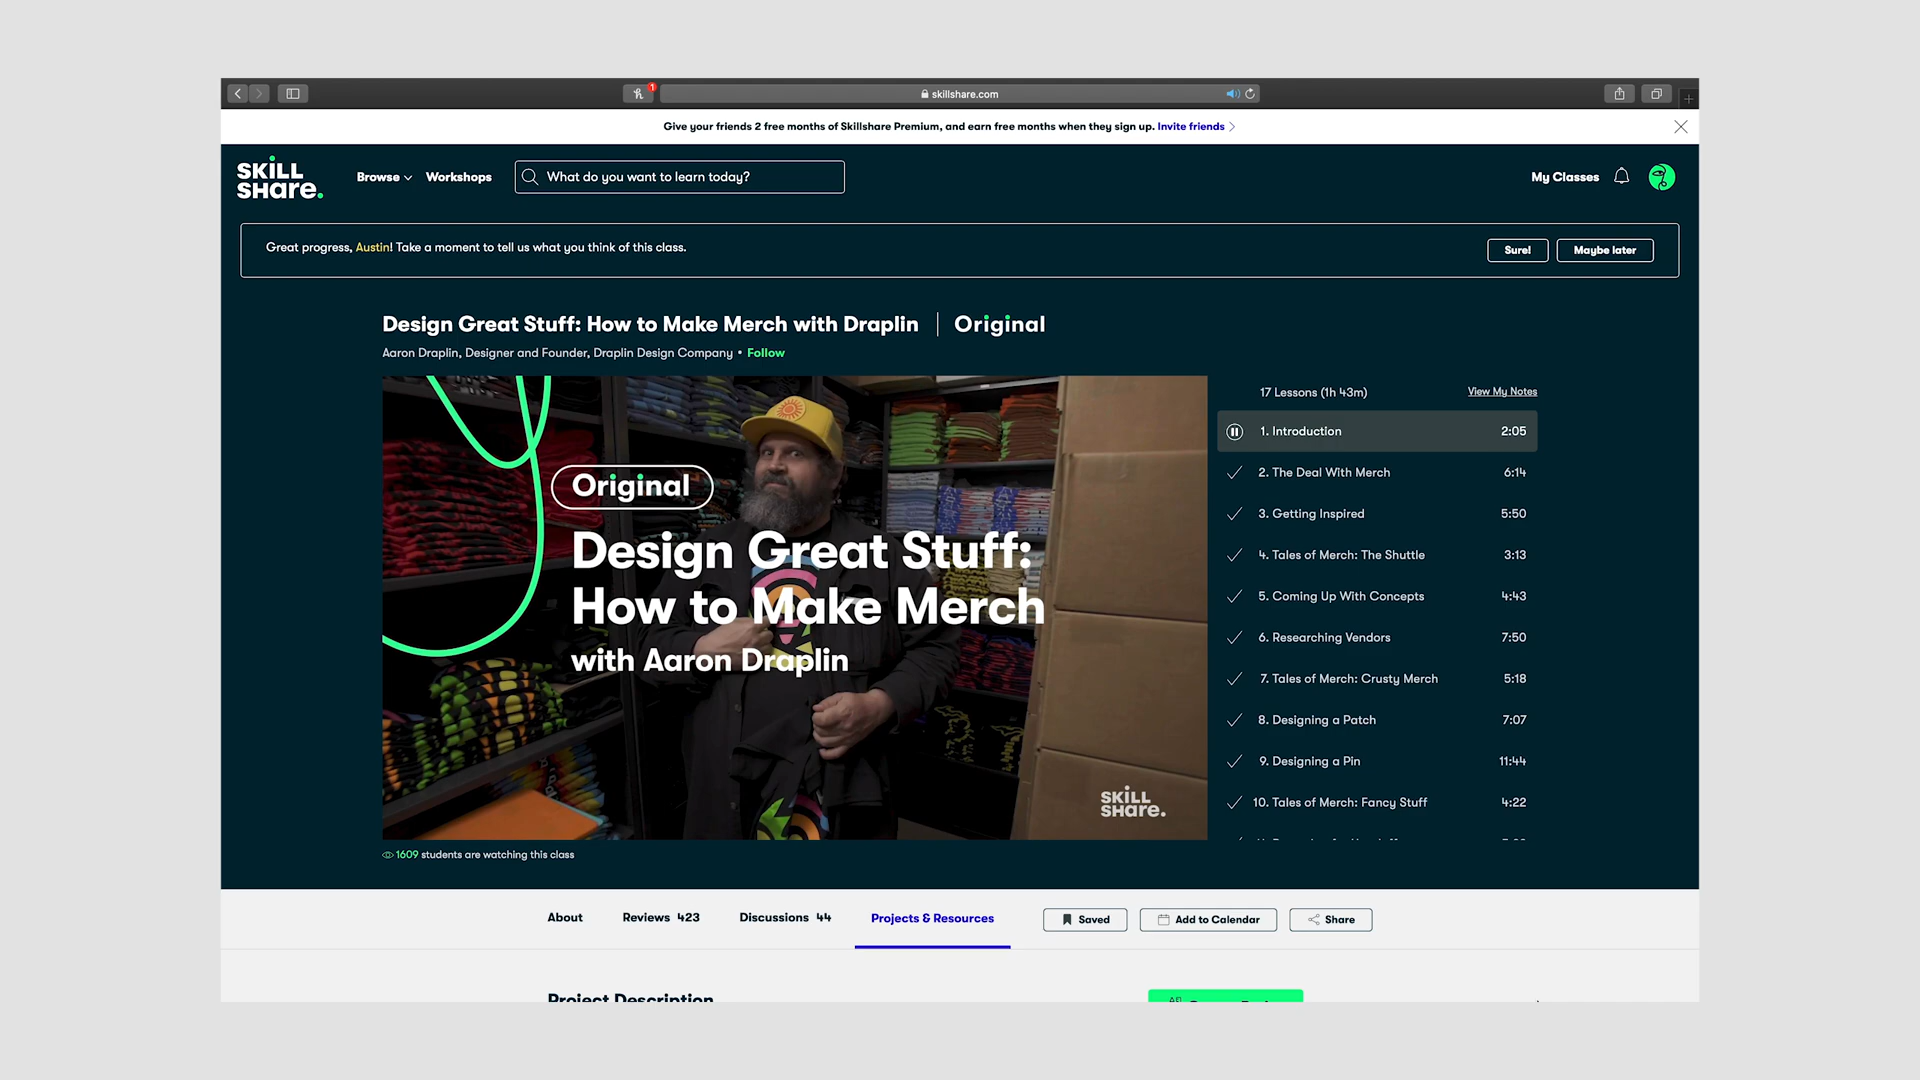 1
skillshare.com
Give your friends 2 free months of Skillshare Premium, and earn free months when they sign up. Invite friends
SKILL
SHaRe.
Browse
Workshops
What do you want to learn today?
My Classes
Great progress, Austin! Take a moment to tell us what you think of this class.
Sure!
Maybe later
Design Great Stuff: How to Make Merch with Draplin
Original
Aaron Draplin, Designer and Founder, Draplin Design Company • Follow
Original
Design Great Stuff:
How to Make Merch
with Aaron Draplin
SKILL
SHaRe.
17 Lessons (1h 43m)
View My Notes
1. Introduction 2:05
2. The Deal With Merch 6:14
3. Getting Inspired 5:50
4. Tales of Merch: The Shuttle 3:13
5. Coming Up With Concepts 4:43
6. Researching Vendors 7:50
7. Tales of Merch: Crusty Merch 5:18
8. Designing a Patch 7:07
9. Designing a Pin 11:44
10. Tales of Merch: Fancy Stuff 4:22
1609 students are watching this class
About
Reviews 423
Discussions 44
Projects & Resources
Saved
Add to Calendar
Share
Project Description